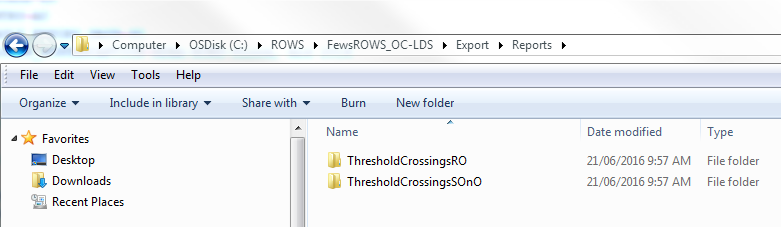 Computer ▸ OSDisk (C:) ▸ ROWS ▸ FewsROWS_OC-LDS ▸ Export ▸ Reports ▸
File Edit View Tools Help
Organize Include in library Share with Burn New folder
Name Date modified Type
Favorites
Desktop
Downloads
Recent Places
ThresholdCrossingsRO 21/06/2016 9:57 AM File folder
ThresholdCrossingsSOnO 21/06/2016 9:57 AM File folder